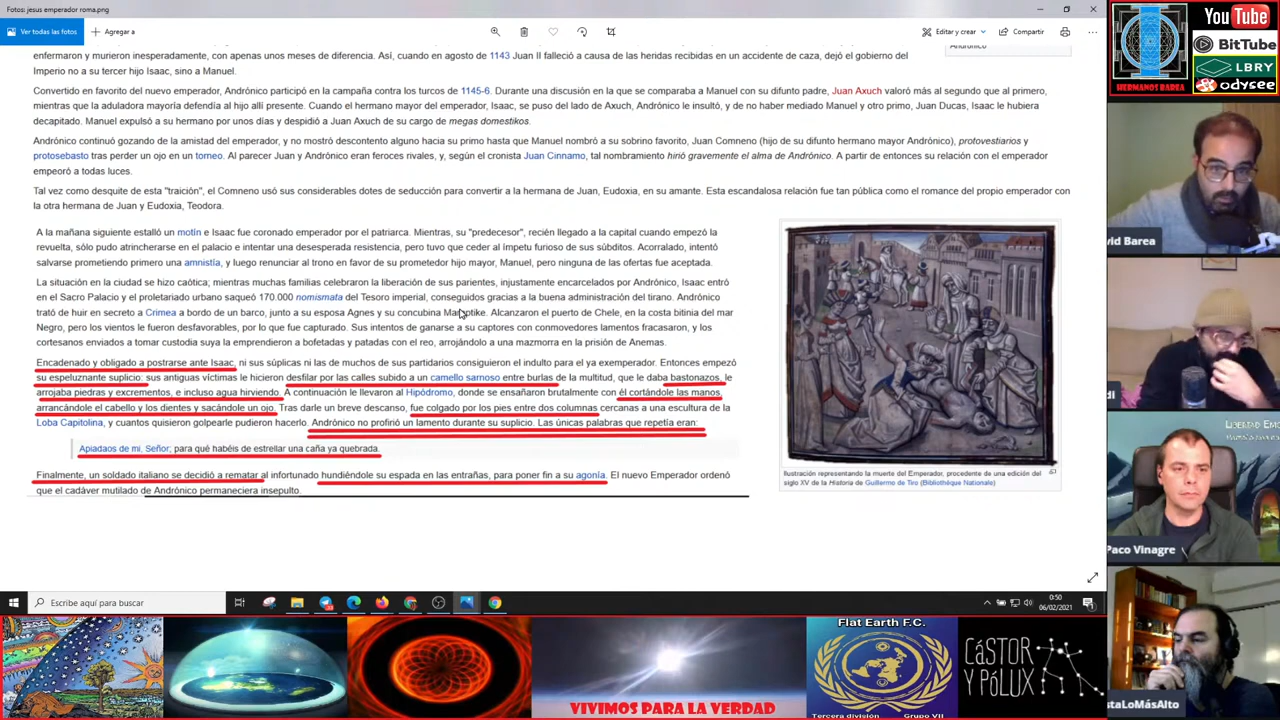 Fotos: jesus emperador roma.png
Ver todas las fotos
Agregar a
Editar y crear
Compartir
enfermaron y murieron inesperadamente, con apenas unos meses de diferencia. Así, cuando en agosto de 1143 Juan II falleció a causa de las heridas recibidas en un accidente de caza, dejó el gobierno del
Imperio no a su tercer hijo Isaac, sino a Manuel.
Andrónico
Convertido en favorito del nuevo emperador, Andrónico participó en la campaña contra los turcos de 1145-6. Durante una discusión en la que se comparaba a Manuel con su difunto padre, Juan Axuch valoró más al segundo que al primero,
mientras que la aduladora mayoría defendía al hijo allí presente. Cuando el hermano mayor del emperador, Isaac, se puso del lado de Axuch, Andrónico le insultó, y de no haber mediado Manuel y otro primo, Juan Ducas, Isaac le hubiera
decapitado. Manuel expulsó a su hermano por unos días y despidió a Juan Axuch de su cargo de megas domestikos.
Andrónico continuó gozando de la amistad del emperador, y no mostró descontento alguno hacia su primo hasta que Manuel nombró a su sobrino favorito, Juan Comneno (hijo de su difunto hermano mayor Andrónico), protovestiarios y
protosebasto tras perder un ojo en un torneo. Al parecer Juan y Andrónico eran feroces rivales, y, según el cronista Juan Cinnamo, tal nombramiento hirió gravemente el alma de Andrónico. A partir de entonces su relación con el emperador
empeoró a todas luces.
Tal vez como desquite de esta "traición", el Comneno usó sus considerables dotes de seducción para convertir a la hermana de Juan, Eudoxia, en su amante. Esta escandalosa relación fue tan pública como el romance del propio emperador con
la otra hermana de Juan y Eudoxia, Teodora.
A la mañana siguiente estalló un motín e Isaac fue coronado emperador por el patriarca. Mientras, su "predecesor", recién llegado a la capital cuando empezó la
revuelta, sólo pudo atrincherarse en el palacio e intentar una desesperada resistencia, pero tuvo que ceder al ímpetu furioso de sus súbditos. Acorralado, intentó
salvarse prometiendo primero una amnistía, y luego renunciar al trono en favor de su prometedor hijo mayor, Manuel, pero ninguna de las ofertas fue aceptada.
La situación en la ciudad se hizo caótica; mientras muchas familias celebraron la liberación de sus parientes, injustamente encarcelados por Andrónico, Isaac entró
en el Sacro Palacio y el proletariado urbano saqueó 170.000 nomismata del Tesoro imperial, conseguidos gracias a la buena administración del tirano. Andrónico
trató de huir en secreto a Crimea a bordo de un barco, junto a su esposa Agnes y su concubina Maraptike. Alcanzaron el puerto de Chele, en la costa bitinia del mar
Negro, pero los vientos le fueron desfavorables, por lo que fue capturado. Sus intentos de ganarse a su captores con conmovedores lamentos fracasaron, y los
cortesanos enviados a tomar custodia suya la emprendieron a bofetadas y patadas con el reo, arrojándolo a una mazmorra en la prisión de Anemas.
Encadenado y obligado a postrarse ante Isaac, ni sus súplicas ni las de muchos de sus partidarios consiguieron el indulto para el ya exemperador. Entonces empezó
su espeluznante suplicio: sus antiguas víctimas le hicieron desfilar por las calles subido a un camello sarnoso entre burlas de la multitud, que le daba bastonazos, le
arrojaba piedras y excrementos, e incluso agua hirviendo. A continuación le llevaron al Hipódromo, donde se ensañaron brutalmente con él cortándole las manos,
arrancándole el cabello y los dientes y sacándole un ojo. Tras darle un breve descanso, fue colgado por los pies entre dos columnas cercanas a una escultura de la
Loba Capitolina, y cuantos quisieron golpearle pudieron hacerlo. Andrónico no profirió un lamento durante su suplicio. Las únicas palabras que repetía eran:
Apiadaos de mi, Señor, para qué habéis de estrellar una caña ya quebrada.
Finalmente, un soldado italiano se decidió a rematar al infortunado hundiéndole su espada en las entrañas, para poner fin a su agonía. El nuevo Emperador ordenó
que el cadáver mutilado de Andrónico permaneciera insepulto.
Ilustración representando la muerte del Emperador, procedente de una edición del
siglo XV de la Historia de Guillermo de Tiro (Bibliothèque Nationale)
Escribe aquí para buscar
0:50
06/02/2021
HERMANOS BAREA
YouTube
BitTube
LBRY
odysee
vid Barea
di
LIBERTAD EMO
Paco Vinagre
staLoMásAlto
VIVIMOS PARA LA VERDAD
Flat Earth F.C.
Tercera división Grupo VII
CÁSTOR
Y PÓLUX